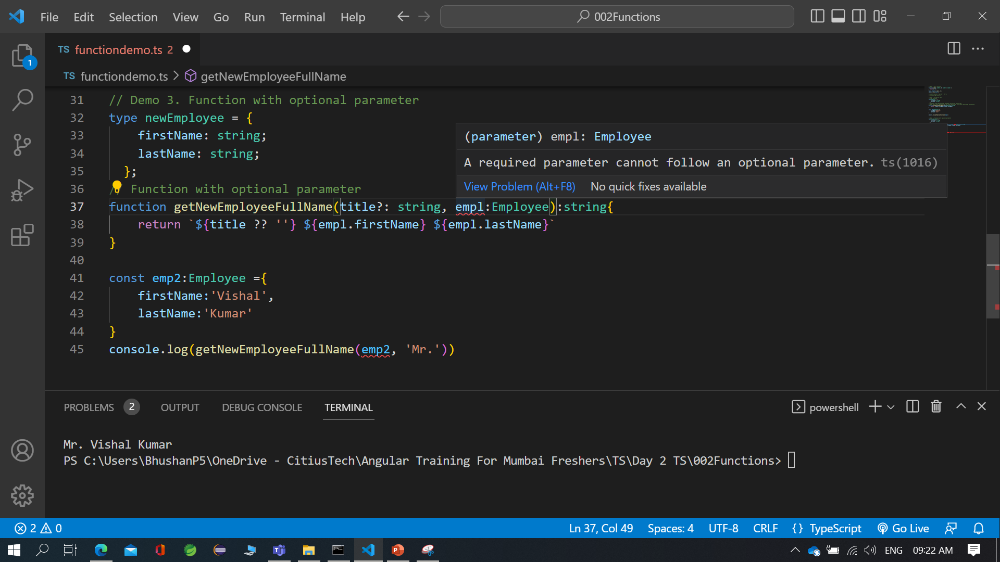 File Edit Selection View Go Run Terminal Help
002Functions
TS functiondemo.ts 2
TS functiondemo.ts > getNewEmployeeFullName
31 // Demo 3. Function with optional parameter
32 type newEmployee = {
33 firstName: string;
34 lastName: string;
35 };
36 // Function with optional parameter
37 function getNewEmployeeFullName(title?: string, empl:Employee):string{
38 return `${title ?? ''} ${empl.firstName} ${empl.lastName}`
39 }
40
41 const emp2:Employee ={
42 firstName:'Vishal',
43 lastName:'Kumar'
44 }
45 console.log(getNewEmployeeFullName(emp2, 'Mr.'))
(parameter) empl: Employee
A required parameter cannot follow an optional parameter. ts(1016)
View Problem (Alt+F8) No quick fixes available
1
PROBLEMS 2 OUTPUT DEBUG CONSOLE TERMINAL
powershell
Mr. Vishal Kumar
PS C:\Users\BhushanP5\OneDrive - CitiusTech\Angular Training For Mumbai Freshers\TS\Day 2 TS\002Functions>
2 0
Ln 37, Col 49 Spaces: 4 UTF-8 CRLF {} TypeScript Go Live
ENG 09:22 AM